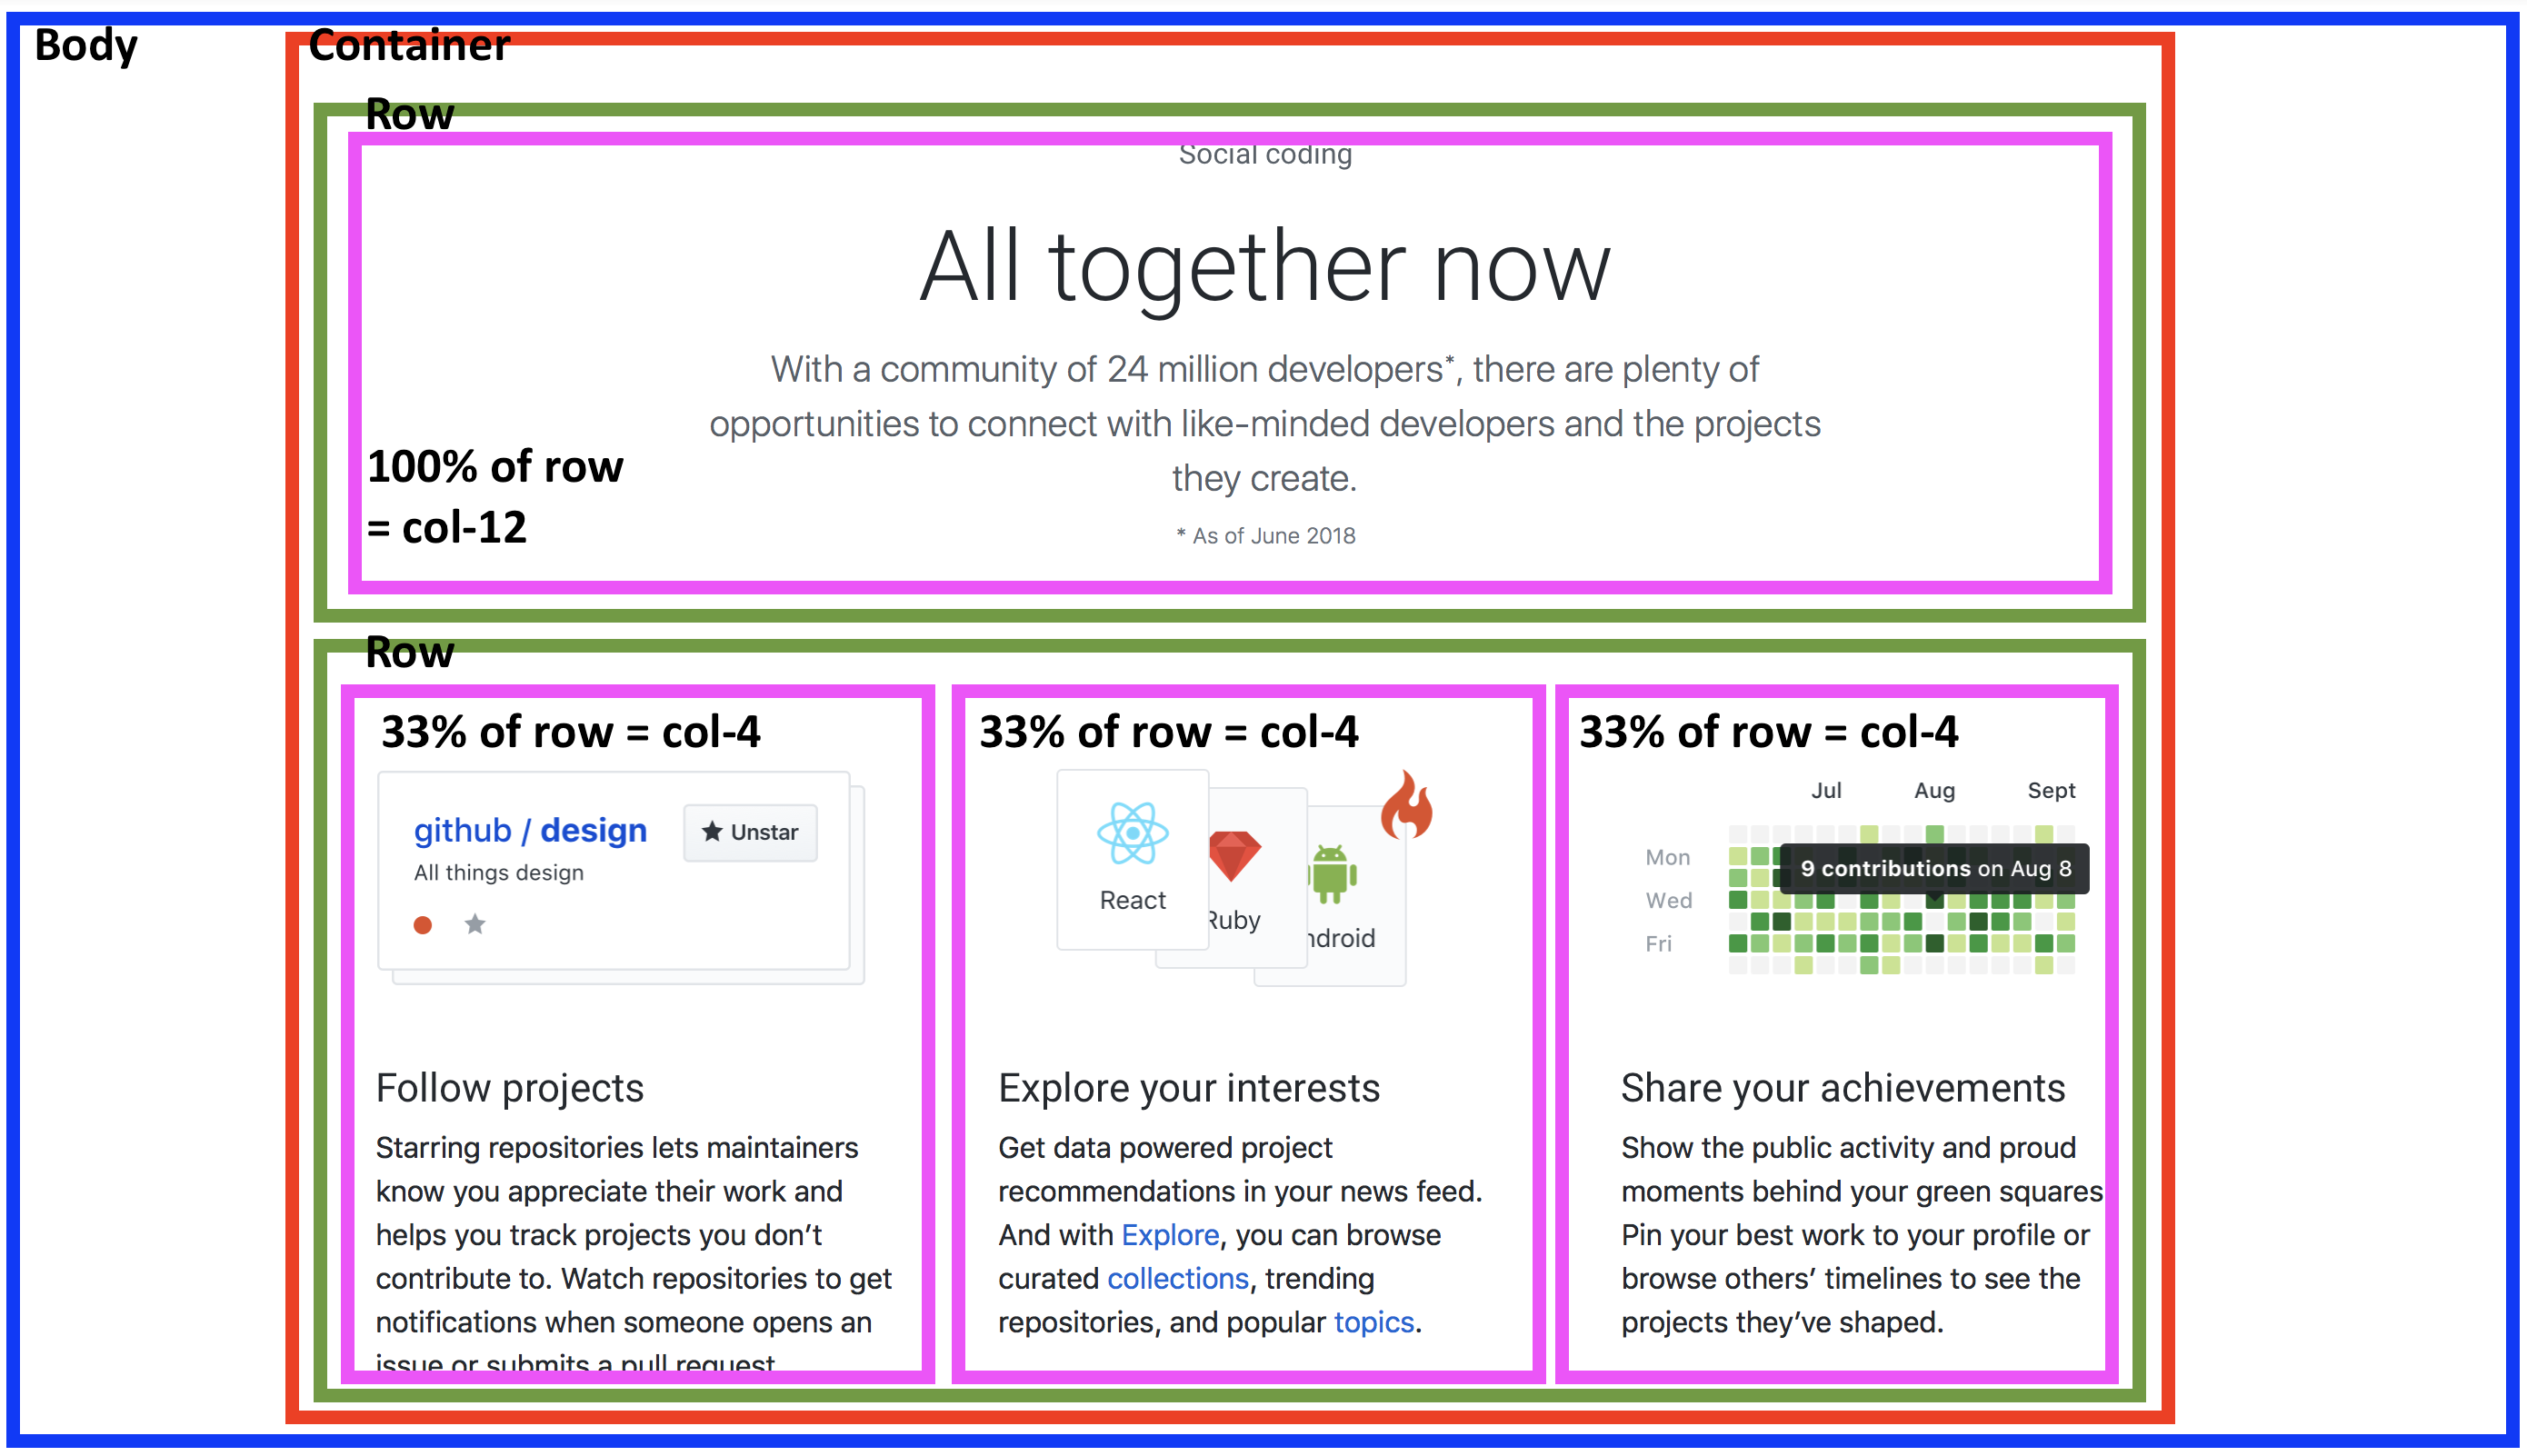 Body
Container
Row
Social coding
All together now
With a community of 24 million developers*, there are plenty of
opportunities to connect with like-minded developers and the projects
they create.
100% of row
= col-12
* As of June 2018
Row
33% of row = col-4
github / design
Unstar
All things design
Follow projects
Starring repositories lets maintainers
know you appreciate their work and
helps you track projects you don’t
contribute to. Watch repositories to get
notifications when someone opens an
issue or submits a pull request
33% of row = col-4
React
Ruby
ndroid
Explore your interests
Get data powered project
recommendations in your news feed.
And with Explore, you can browse
curated collections, trending
repositories, and popular topics.
33% of row = col-4
Jul Aug Sept
Mon
9 contributions on Aug 8
Wed
Fri
Share your achievements
Show the public activity and proud
moments behind your green squares
Pin your best work to your profile or
browse others’ timelines to see the
projects they’ve shaped.